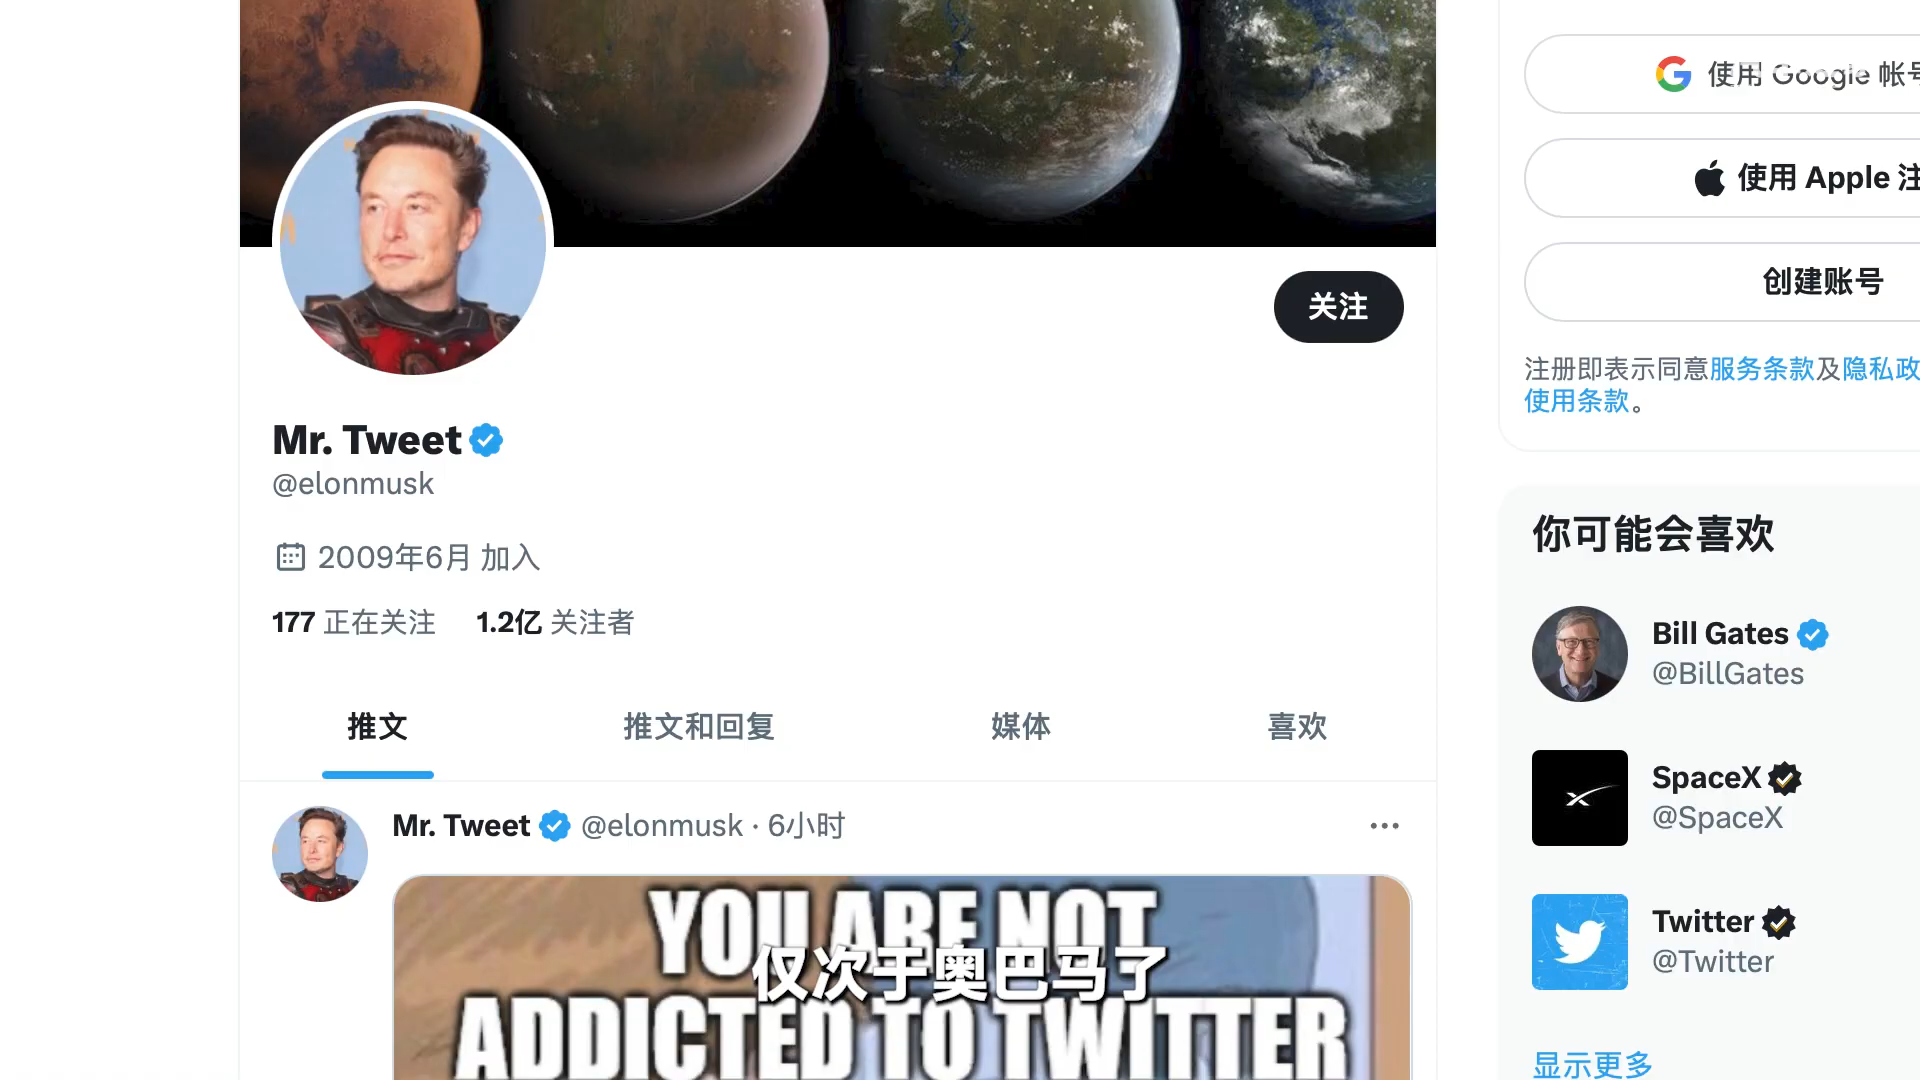 使用 Google 帐号
使用 Apple 注
创建账号
注册即表示同意服务条款及隐私政
使用条款。
关注
Mr. Tweet
@elonmusk
2009年6月 加入
177 正在关注 1.2亿 关注者
推文 推文和回复 媒体 喜欢
Mr. Tweet @elonmusk · 6小时
YOU ARE NOT
仅次于奥巴马了
ADDICTED TO TWITTER
你可能会喜欢
Bill Gates
@BillGates
SpaceX
@SpaceX
Twitter
@Twitter
显示更多